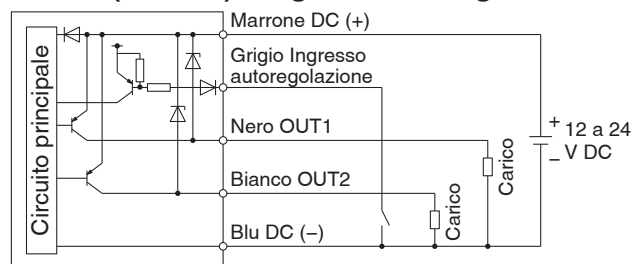 Marrone DC (+)
Grigio Ingresso
autoregolazione
Circuito principale
Nero OUT1
+ 12 a 24
– V DC
Carico
Bianco OUT2
Carico
Blu DC (–)